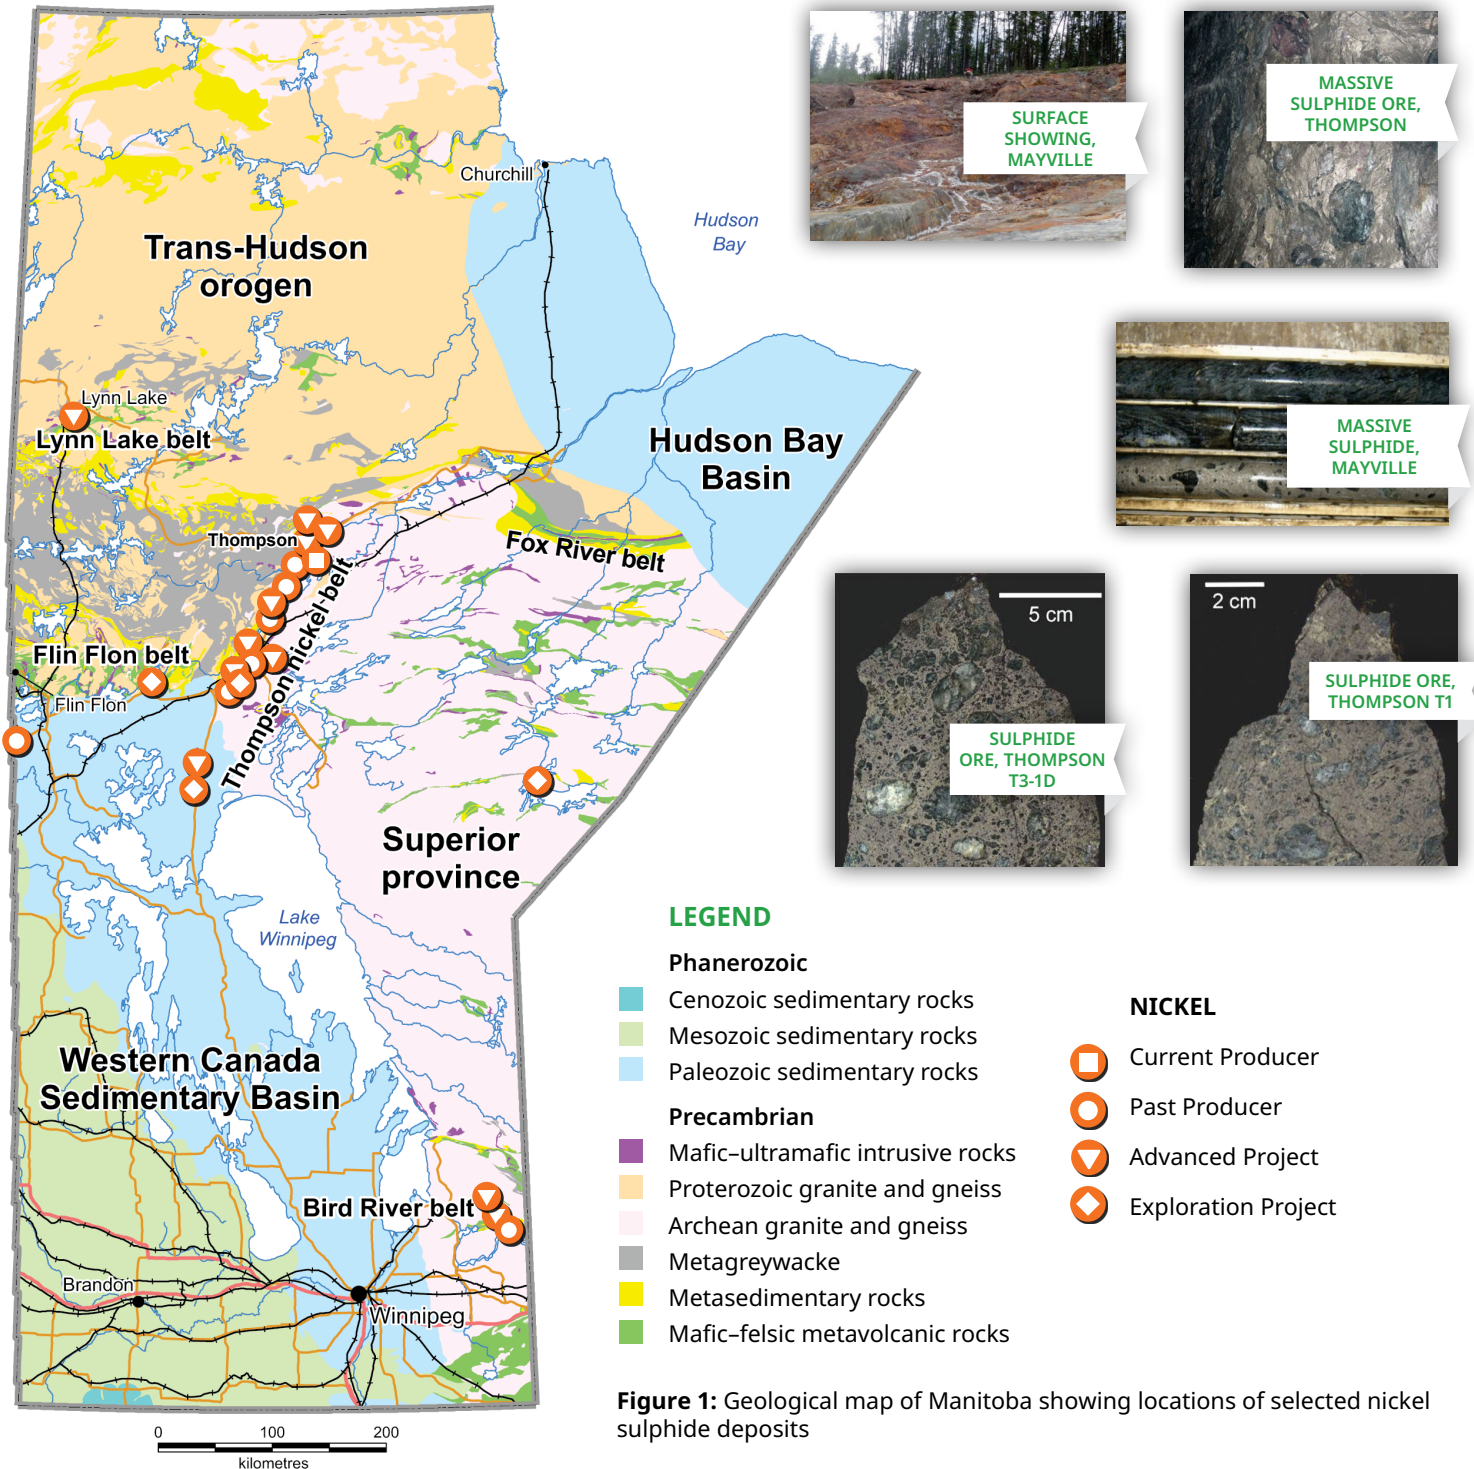 Churchill
Hudson
Bay
Trans-Hudson
orogen
Lynn Lake
Lynn Lake belt
Hudson Bay
Basin
Thompson
Fox River belt
Thompson nickel belt
Flin Flon belt
Flin Flon
Superior
province
Lake
Winnipeg
Western Canada
Sedimentary Basin
Bird River belt
Brandon
Winnipeg
0 100 200
kilometres
SURFACE
SHOWING,
MAYVILLE
MASSIVE
SULPHIDE ORE,
THOMPSON
MASSIVE
SULPHIDE,
MAYVILLE
5 cm
SULPHIDE
ORE, THOMPSON
T3-1D
2 cm
SULPHIDE ORE,
THOMPSON T1
LEGEND
Phanerozoic
Cenozoic sedimentary rocks
Mesozoic sedimentary rocks
Paleozoic sedimentary rocks
Precambrian
Mafic–ultramafic intrusive rocks
Proterozoic granite and gneiss
Archean granite and gneiss
Metagreywacke
Metasedimentary rocks
Mafic–felsic metavolcanic rocks
NICKEL
Current Producer
Past Producer
Advanced Project
Exploration Project
Figure 1: Geological map of Manitoba showing locations of selected nickel
sulphide deposits